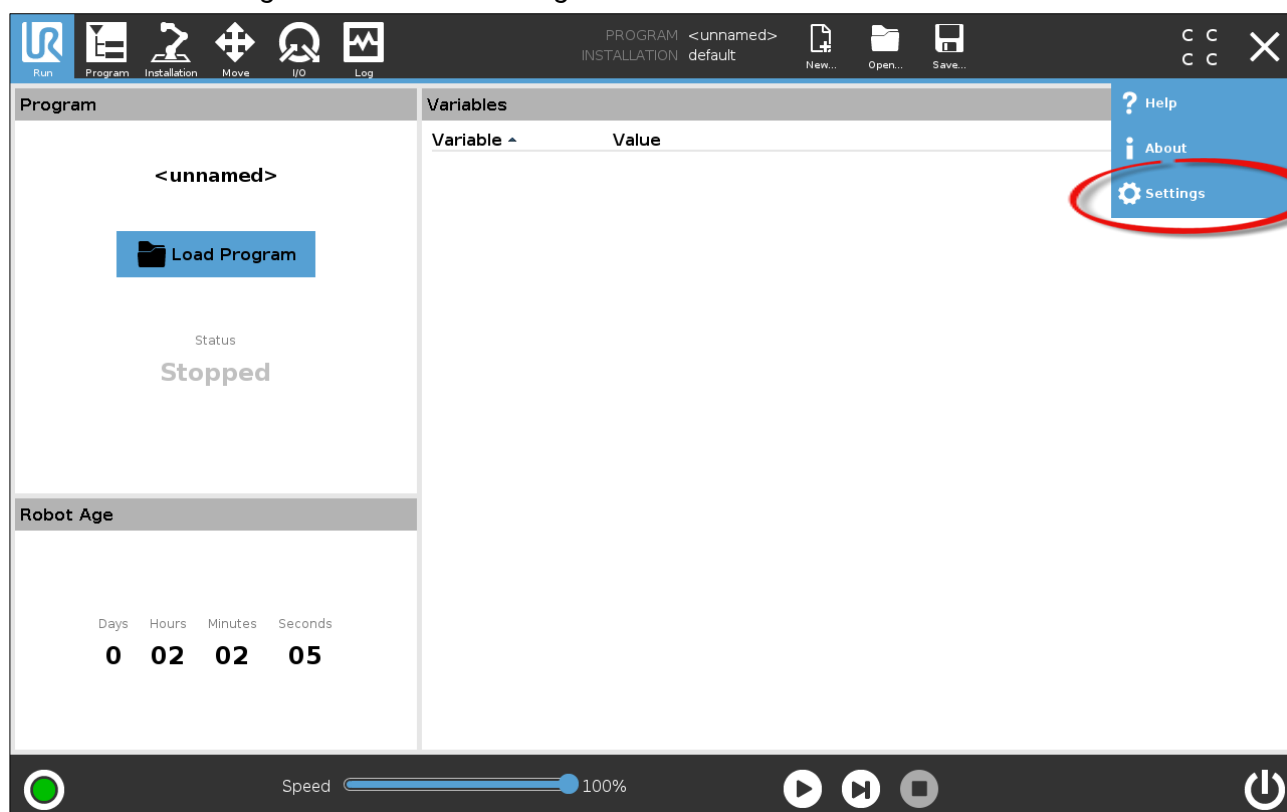 UR
PROGRAM <unnamed>
INSTALLATION default
C C
C C
Run Program Installation Move I/O Log New... Open... Save...
Program
<unnamed>
Load Program
Status
Stopped
Robot Age
Days Hours Minutes Seconds
0 02 02 05
Variables
Variable Value
? Help
i About
Settings
Speed 100%